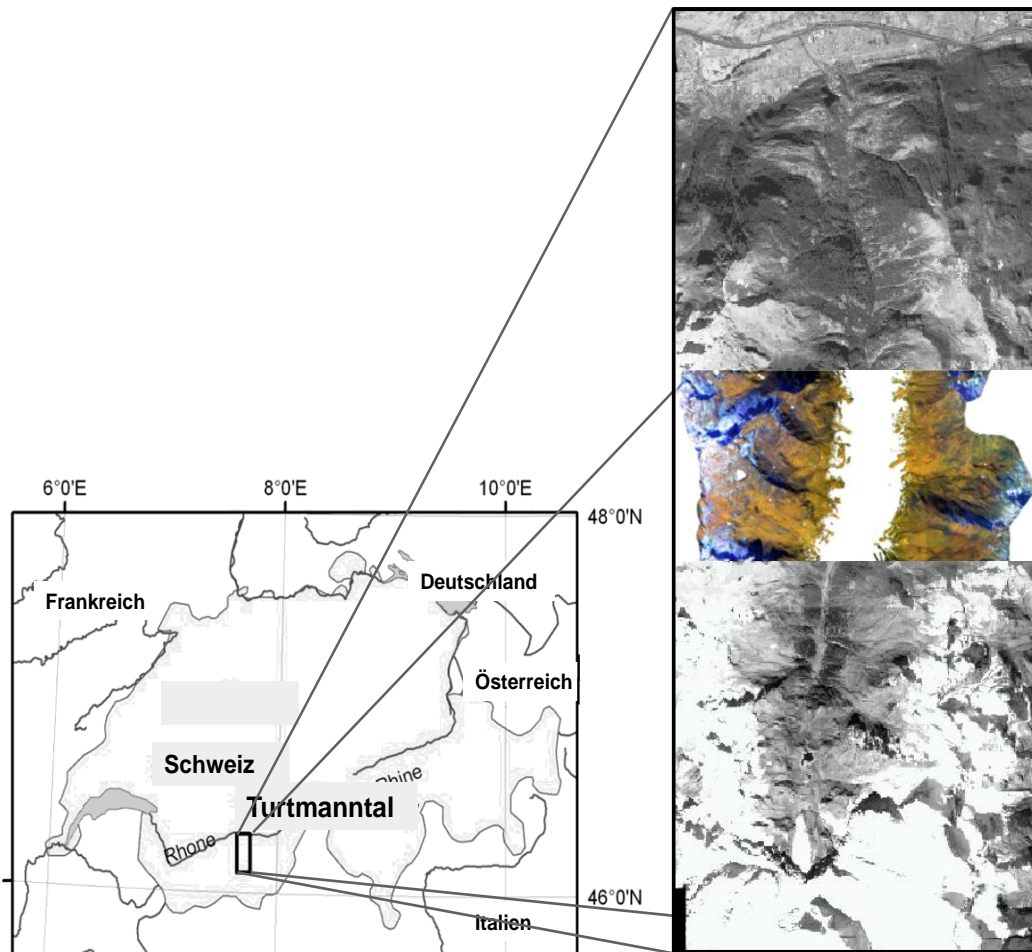 6°0'E 8°0'E 10°0'E
48°0'N
Deutschland
Frankreich
Österreich
Schweiz
Rhine
Turtmanntal
Rhone
46°0'N
Italien